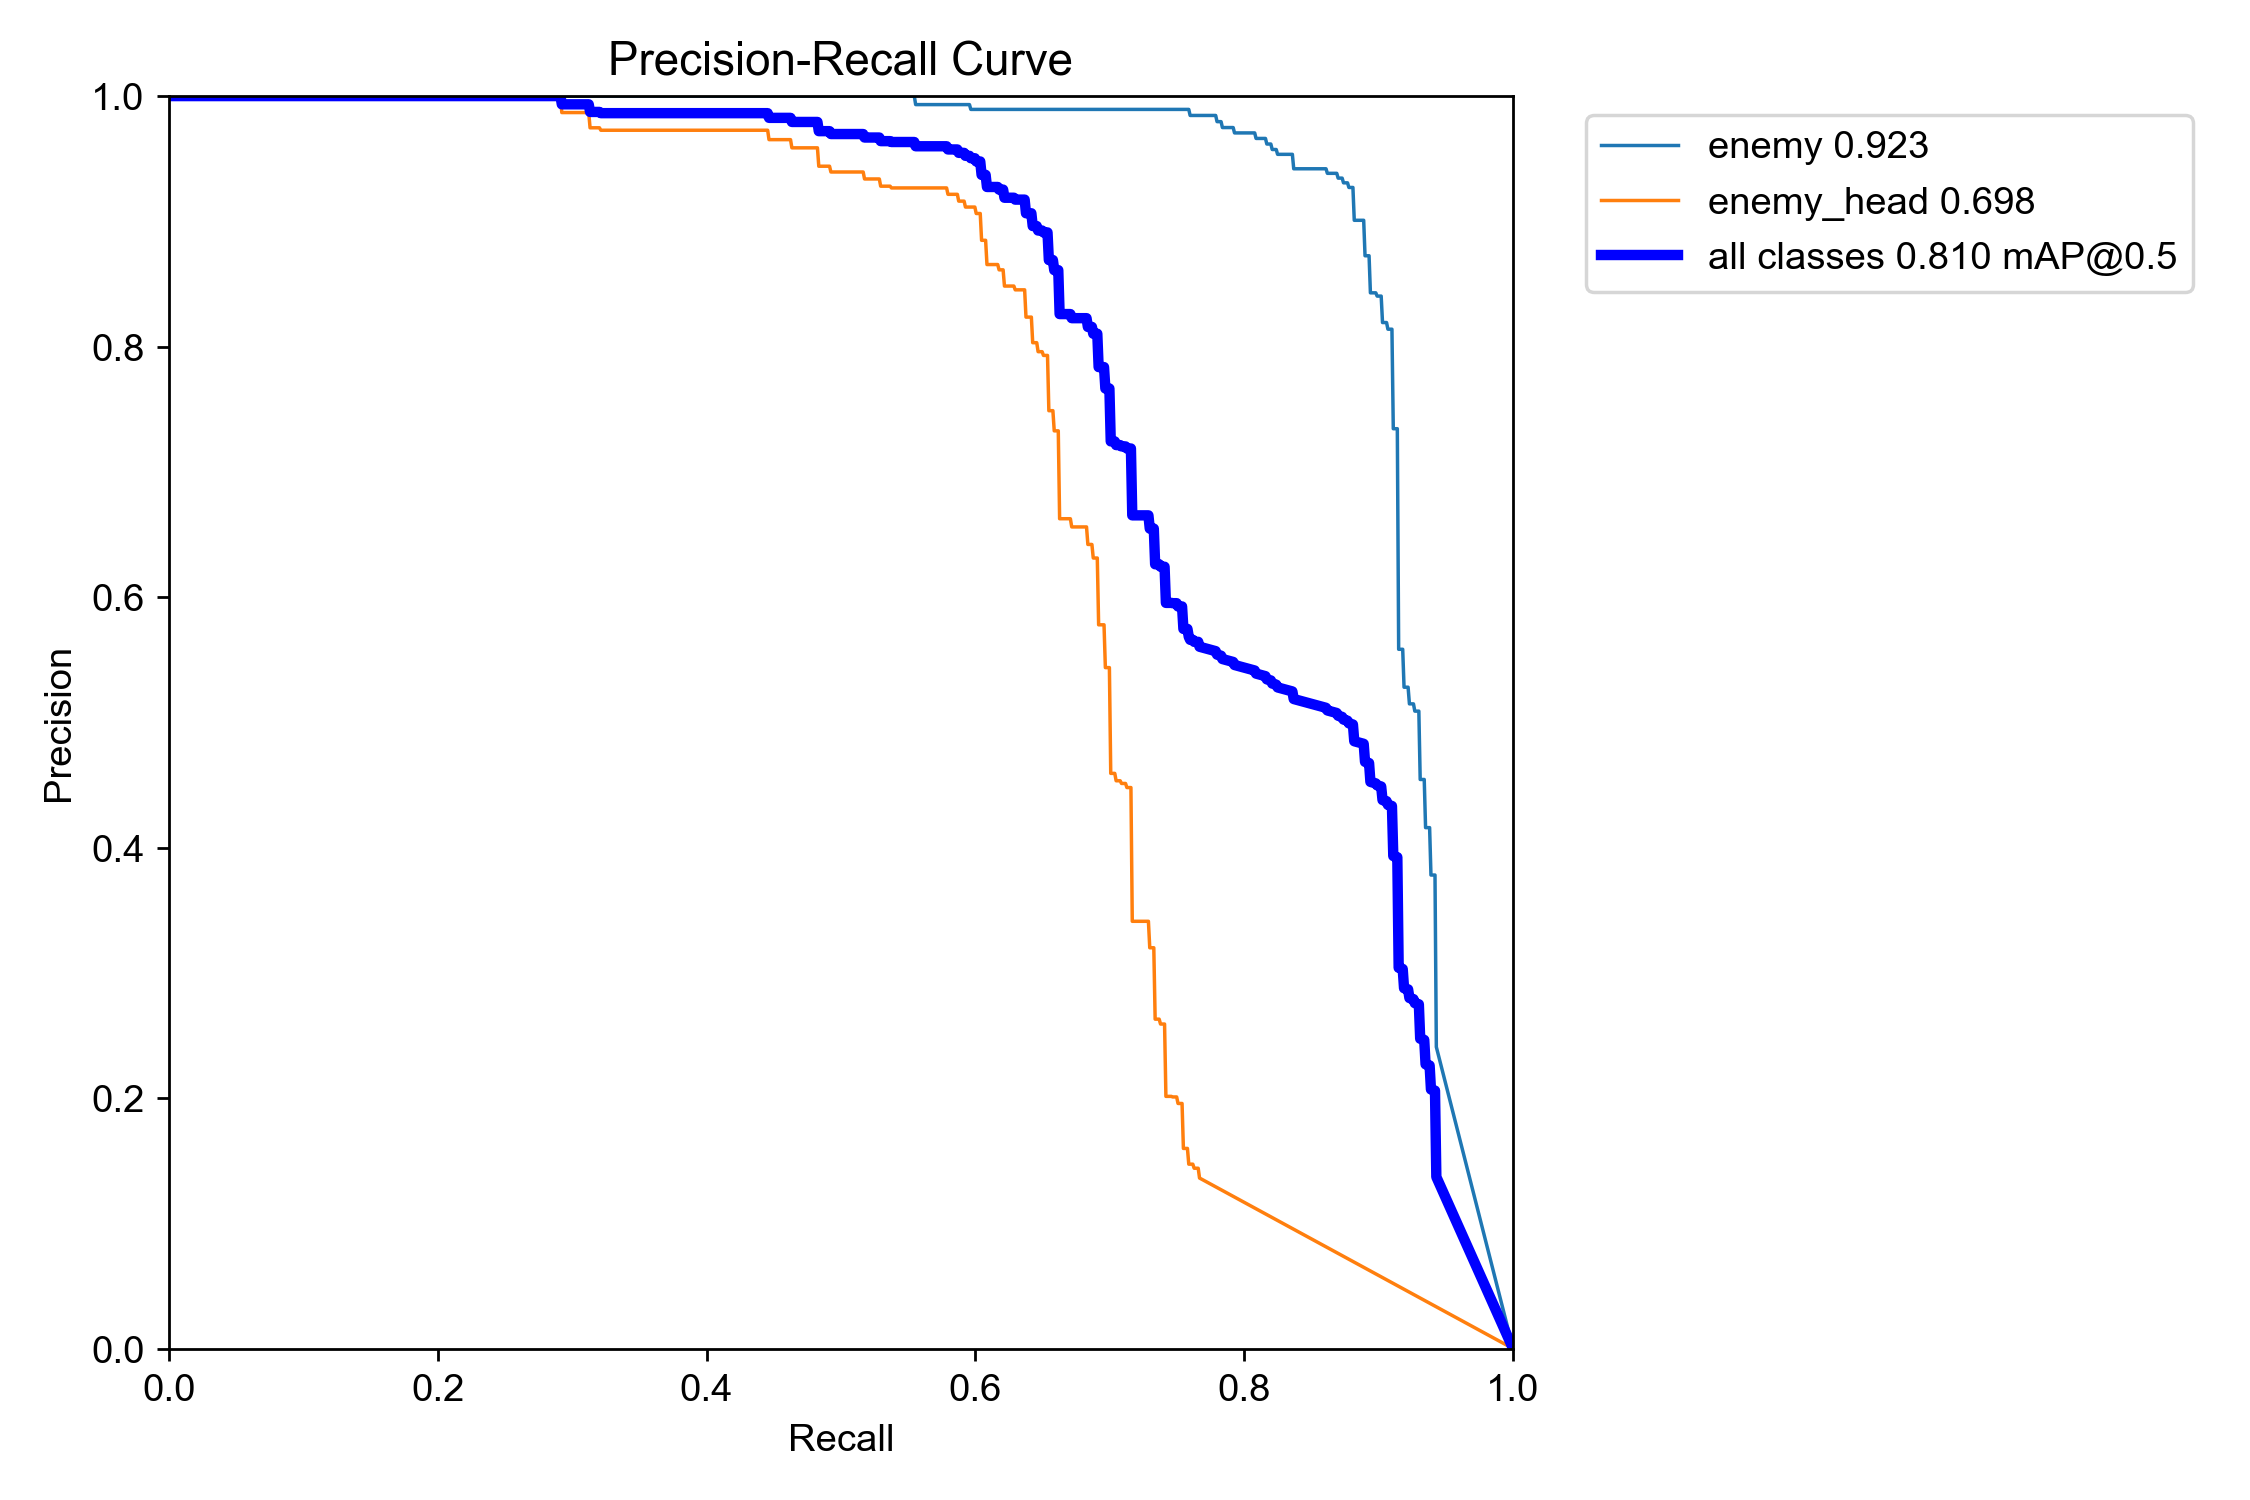 Precision-Recall Curve
1.0
0.8
0.6
0.4
0.2
0.0
Precision
0.0 0.2 0.4 0.6 0.8 1.0
Recall
enemy 0.923
enemy_head 0.698
all classes 0.810 mAP@0.5